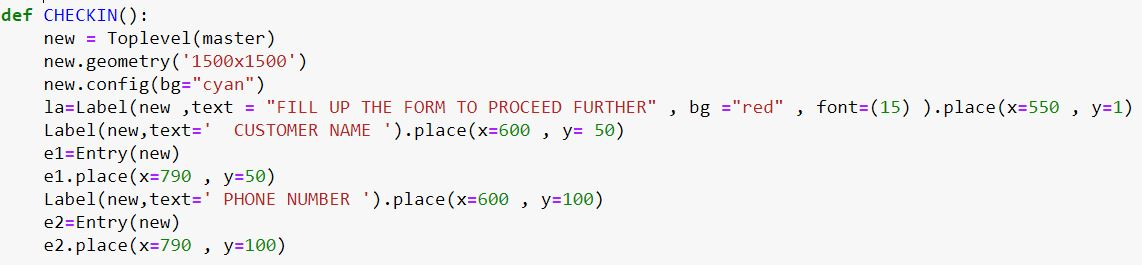 def CHECKIN():
    new = Toplevel(master)
    new.geometry('1500x1500')
    new.config(bg="cyan")
    la=Label(new ,text = "FILL UP THE FORM TO PROCEED FURTHER" , bg ="red" , font=(15) ).place(x=550 , y=1)
    Label(new,text='  CUSTOMER NAME ').place(x=600 , y= 50)
    e1=Entry(new)
    e1.place(x=790 , y=50)
    Label(new,text=' PHONE NUMBER ').place(x=600 , y=100)
    e2=Entry(new)
    e2.place(x=790 , y=100)